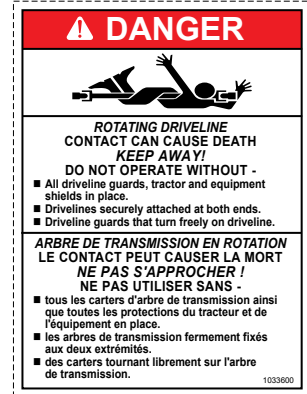 DANGER
ROTATING DRIVELINE
CONTACT CAN CAUSE DEATH
KEEP AWAY!
DO NOT OPERATE WITHOUT -
■ All driveline guards, tractor and equipment
shields in place.
■ Drivelines securely attached at both ends.
■ Driveline guards that turn freely on driveline.
ARBRE DE TRANSMISSION EN ROTATION
LE CONTACT PEUT CAUSER LA MORT
NE PAS S'APPROCHER !
NE PAS UTILISER SANS -
■ tous les carters d'arbre de transmission ainsi
que toutes les protections du tracteur et de
l'équipement en place.
■ les arbres de transmission fermement fixés
aux deux extrémités.
■ des carters tournant librement sur l'arbre
de transmission.
1033600